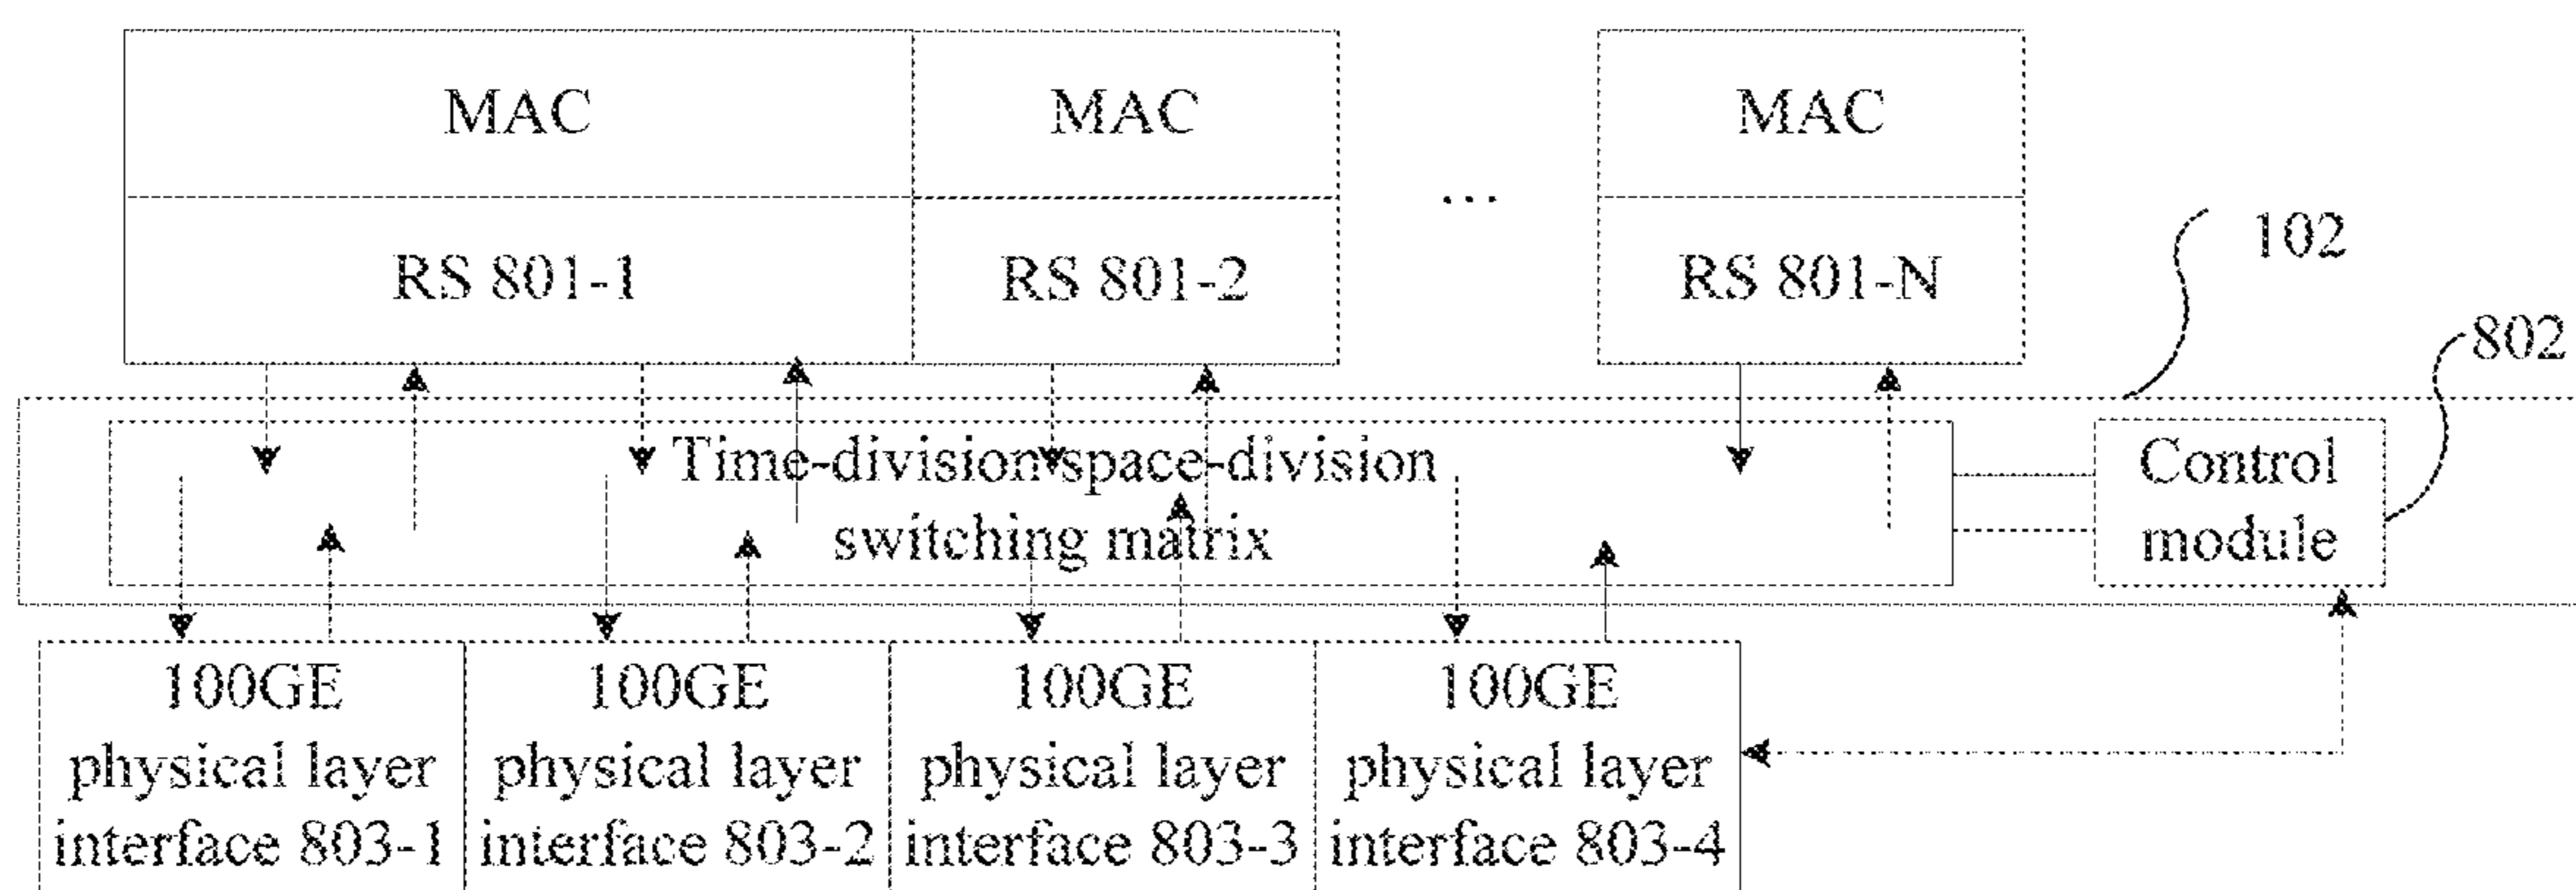 MAC
MAC
MAC
...
RS 801-1
RS 801-2
RS 801-N
102
802
Time-division space-division
switching matrix
Control
module
100GE
physical layer
interface 803-1
100GE
physical layer
interface 803-2
100GE
physical layer
interface 803-3
100GE
physical layer
interface 803-4